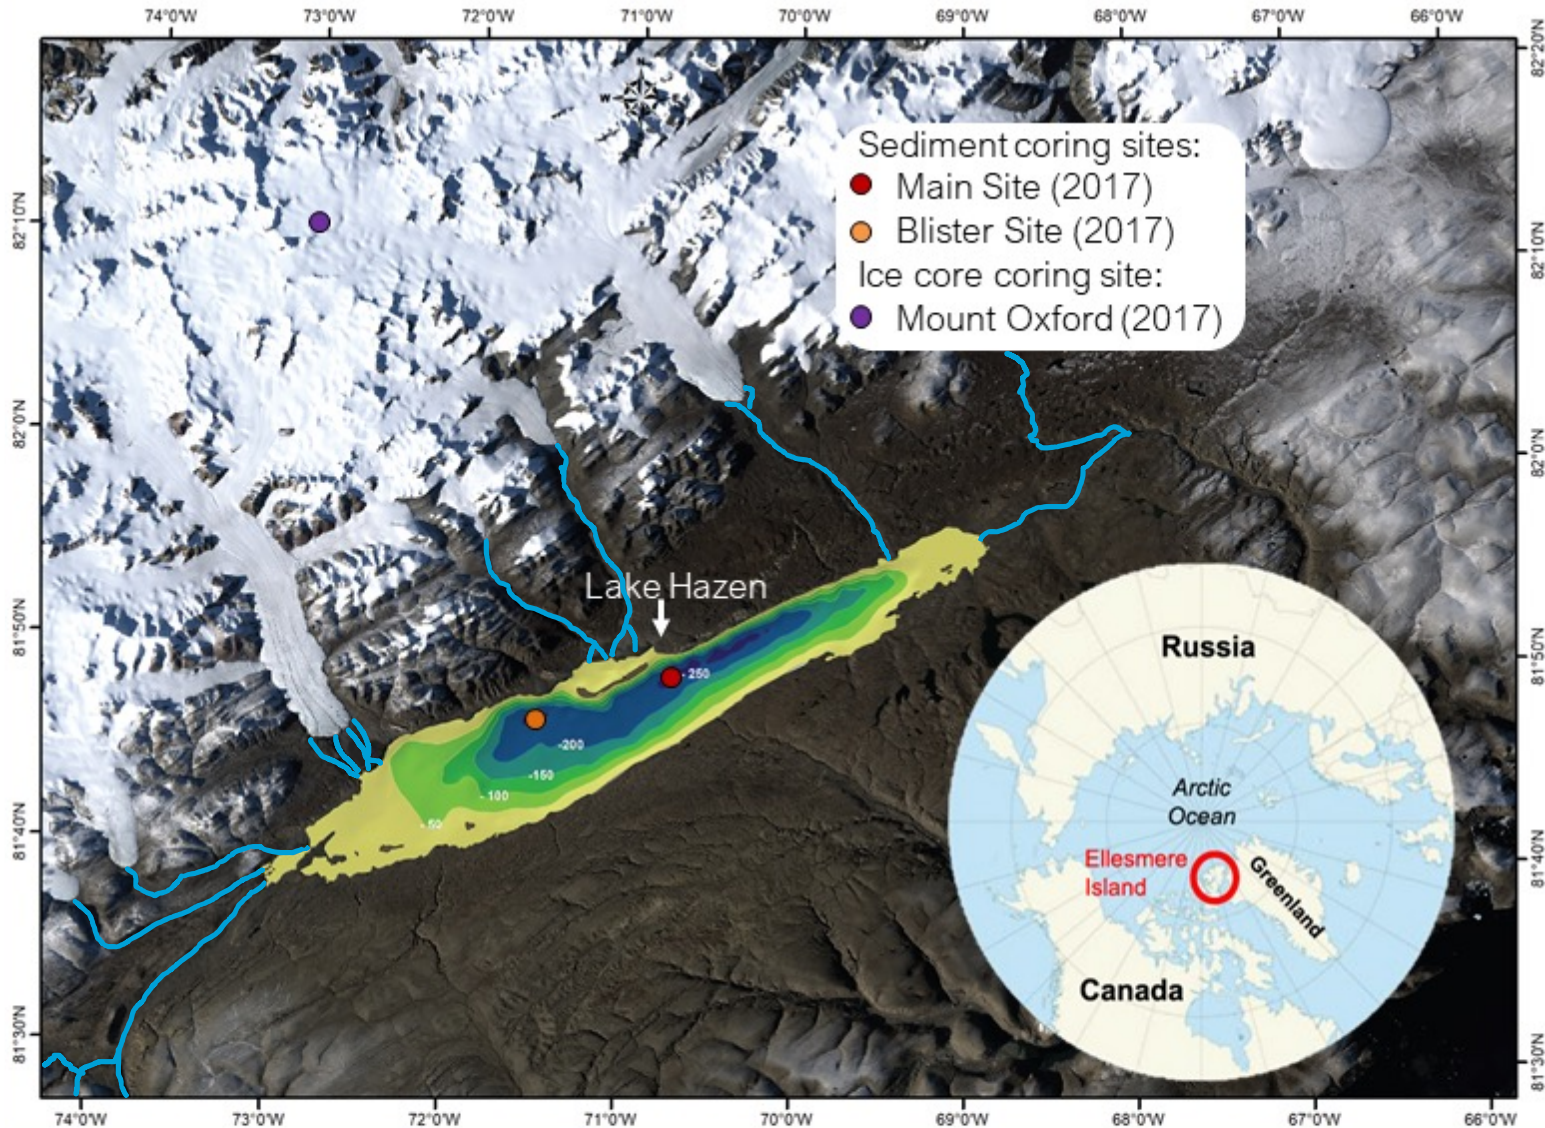 74°0'W 73°0'W 72°0'W 71°0'W 70°0'W 69°0'W 68°0'W 67°0'W 66°0'W
82°20'N
W
Sediment coring sites:
Main Site (2017)
Blister Site (2017)
Ice core coring site:
Mount Oxford (2017)
82°10'N
82°10'N
82°0'N
82°0'N
Lake Hazen
81°50'N
81°50'N
-250
-200
-150
-100
-50
81°40'N
81°40'N
81°30'N
81°30'N
Russia
Arctic
Ocean
Ellesmere
Island
Greenland
Canada
74°0'W 73°0'W 72°0'W 71°0'W 70°0'W 69°0'W 68°0'W 67°0'W 66°0'W